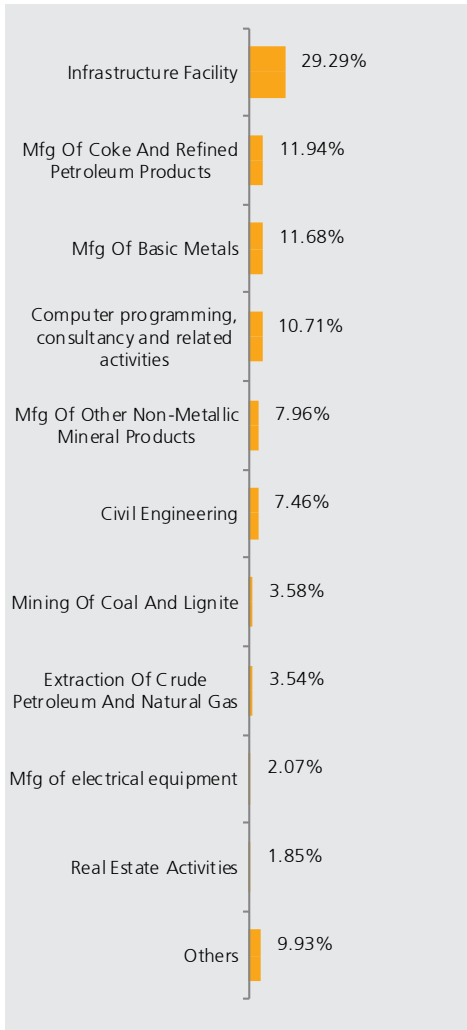 Infrastructure Facility
29.29%
Mfg Of Coke And Refined
Petroleum Products
11.94%
Mfg Of Basic Metals
11.68%
Computer programming,
consultancy and related
activities
10.71%
Mfg Of Other Non-Metallic
Mineral Products
7.96%
Civil Engineering
7.46%
Mining Of Coal And Lignite
3.58%
Extraction Of Crude
Petroleum And Natural Gas
3.54%
Mfg of electrical equipment
2.07%
Real Estate Activities
1.85%
Others
9.93%